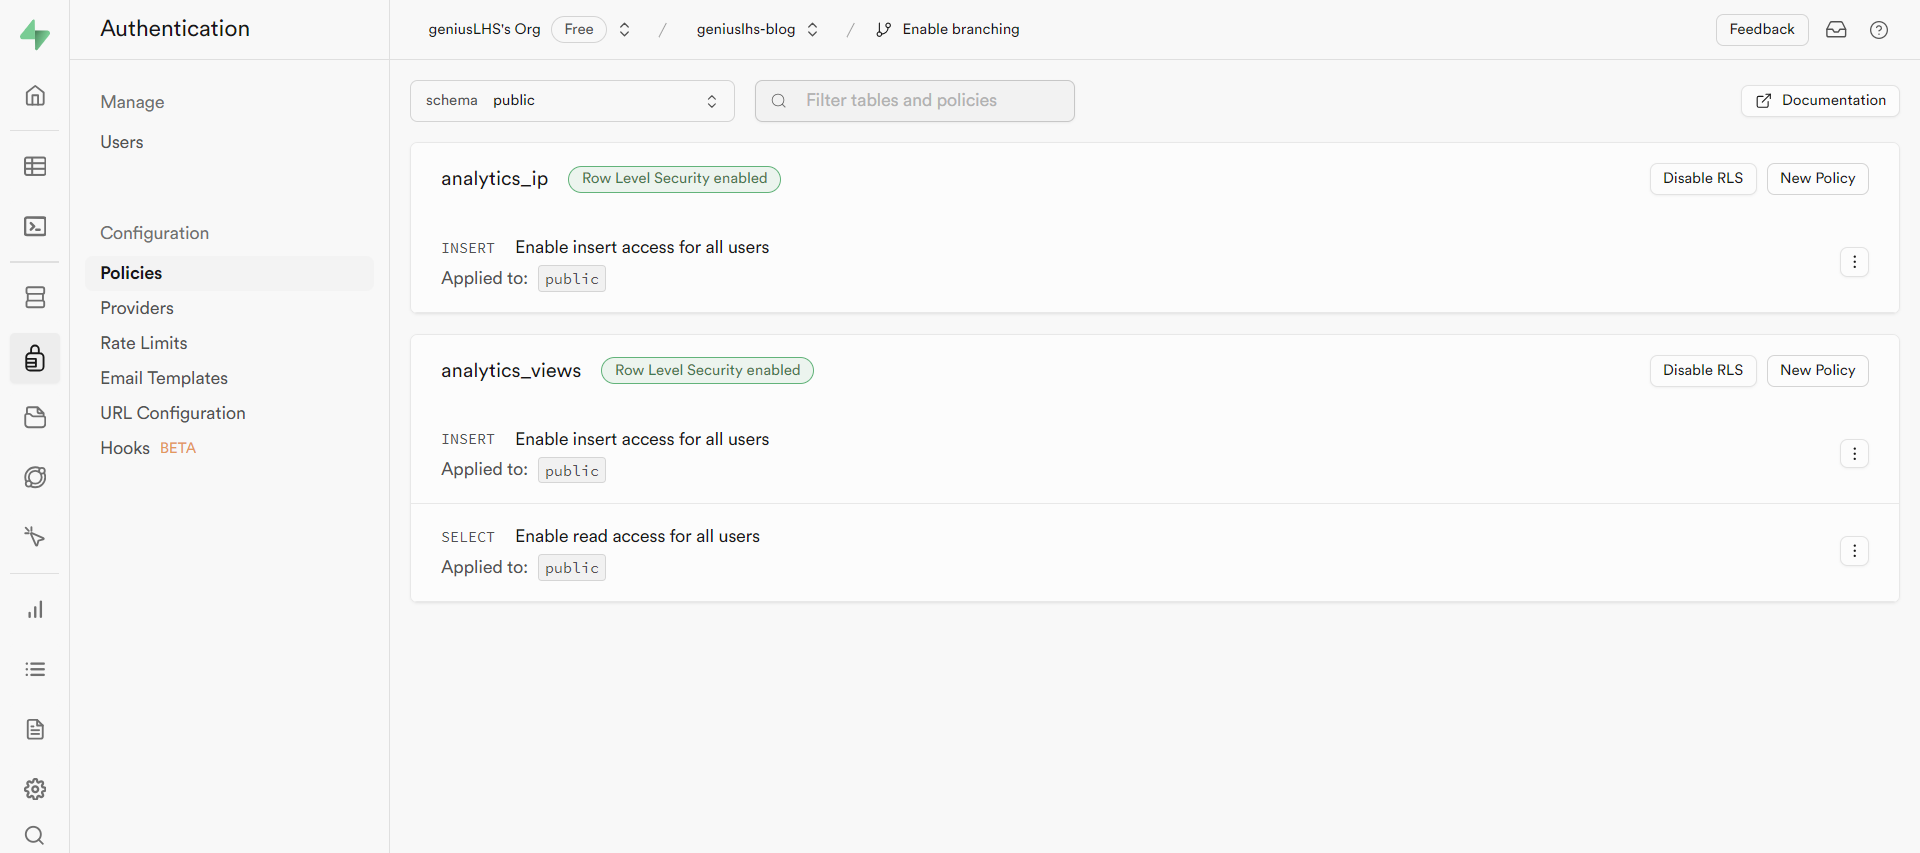 Authentication
geniusLHS's Org Free / geniuslhs-blog / Enable branching
Feedback
Manage
Users
Configuration
Policies
Providers
Rate Limits
Email Templates
URL Configuration
Hooks BETA
schema public
Filter tables and policies
Documentation
analytics_ip Row Level Security enabled
Disable RLS New Policy
INSERT Enable insert access for all users
Applied to: public
analytics_views Row Level Security enabled
Disable RLS New Policy
INSERT Enable insert access for all users
Applied to: public
SELECT Enable read access for all users
Applied to: public